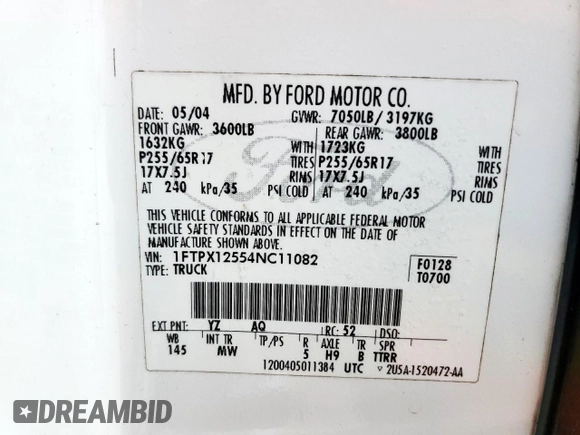 MFD. BY FORD MOTOR CO.
DATE: 05/04 GVWR: 7050LB/ 3197KG
FRONT GAWR: 3600LB REAR GAWR: 3800LB
1632KG WITH 1723KG WITH
P255/65R17 TIRES P255/65R17 TIRES
17X7.5J RIMS 17X7.5J RIMS
AT 240 kPa/35 PSI COLD AT 240 kPa/35 PSI COLD
Ford
THIS VEHICLE CONFORMS TO ALL APPLICABLE FEDERAL MOTOR
VEHICLE SAFETY STANDARDS IN EFFECT ON THE DATE OF
MANUFACTURE SHOWN ABOVE.
VIN: 1FTPX12554NC11082 F0128
TYPE: TRUCK T0700
EXT PNT: YZ AQ RC: 52 DSO:
WB INT TR TP/PS R AXLE TR SPR
145 MW 5 H9 B TTRR
1200405011384 UTC ▽ 2U5A-1520472-AA
DREAMBID